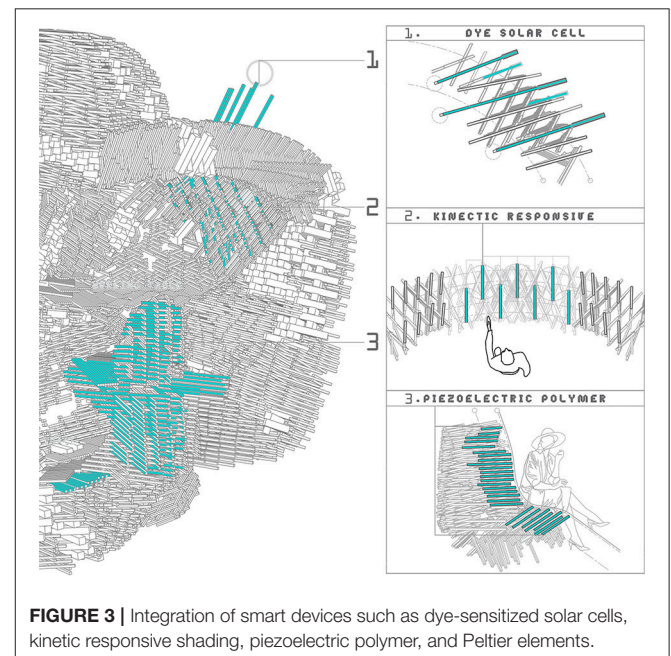 1
2
3
1. DYE SOLAR CELL
2. KINECTIC RESPONSIVE
3.PIEZOELECTRIC POLYMER
FIGURE 3 | Integration of smart devices such as dye-sensitized solar cells,
kinetic responsive shading, piezoelectric polymer, and Peltier elements.